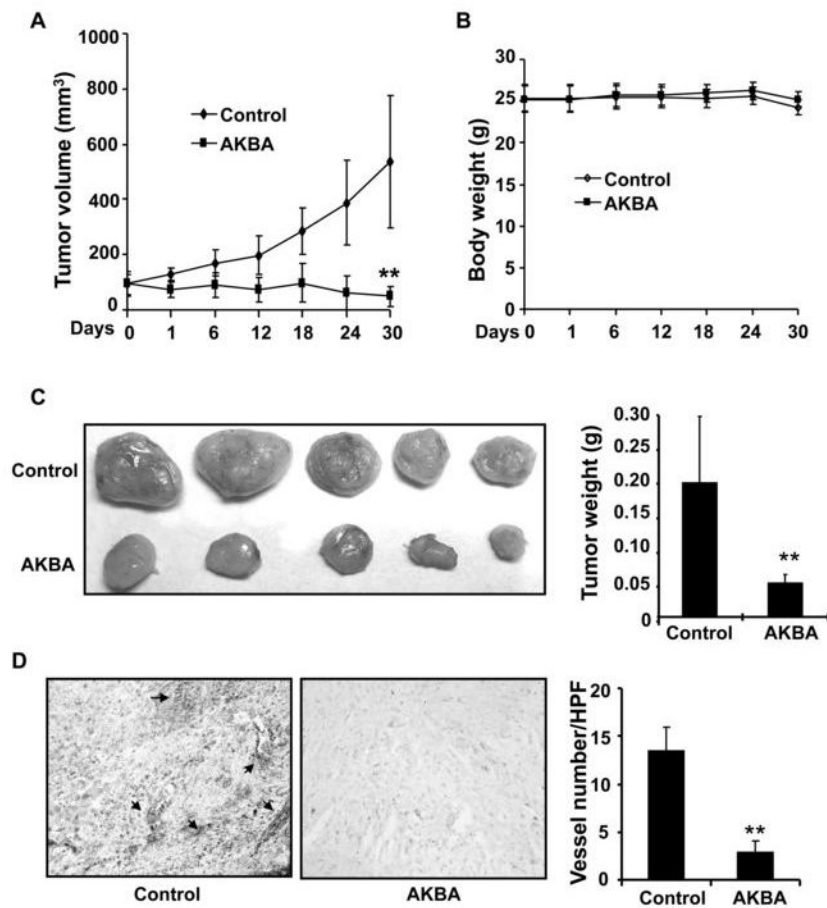 A
Tumor volume (mm³)
1000
800
600
400
200
0
Control
AKBA
**
Days 0 1 6 12 18 24 30
B
Body weight (g)
30
25
20
15
10
5
0
Control
AKBA
Days 0 1 6 12 18 24 30
C
Control
AKBA
Tumor weight (g)
0.30
0.20
0.15
0.10
0.05
0
**
Control AKBA
D
Control
AKBA
Vessel number/HPF
20
15
10
5
0
**
Control AKBA